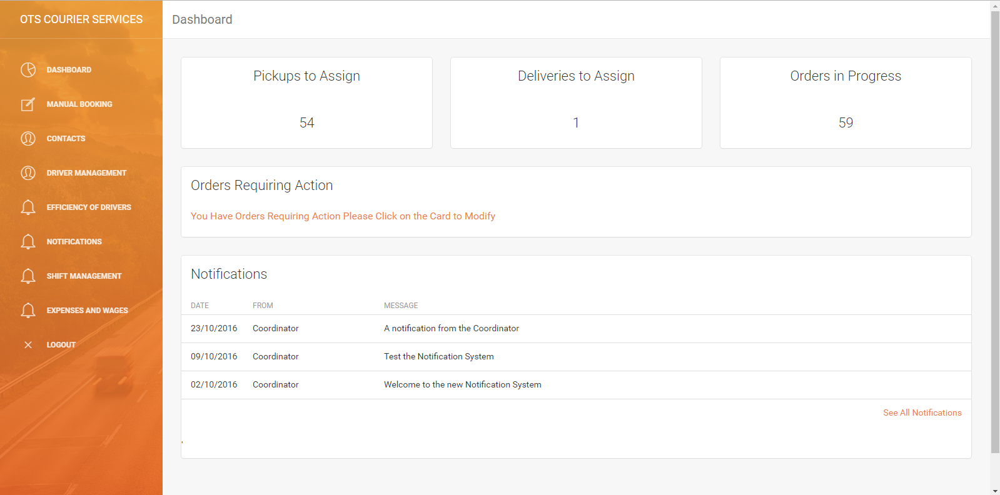 OTS COURIER SERVICES
Dashboard
DASHBOARD
MANUAL BOOKING
CONTACTS
DRIVER MANAGEMENT
EFFICIENCY OF DRIVERS
NOTIFICATIONS
SHIFT MANAGEMENT
EXPENSES AND WAGES
LOGOUT
Pickups to Assign
54
Deliveries to Assign
1
Orders in Progress
59
Orders Requiring Action
You Have Orders Requiring Action Please Click on the Card to Modify
Notifications
DATE FROM MESSAGE
23/10/2016 Coordinator A notification from the Coordinator
09/10/2016 Coordinator Test the Notification System
02/10/2016 Coordinator Welcome to the new Notification System
See All Notifications